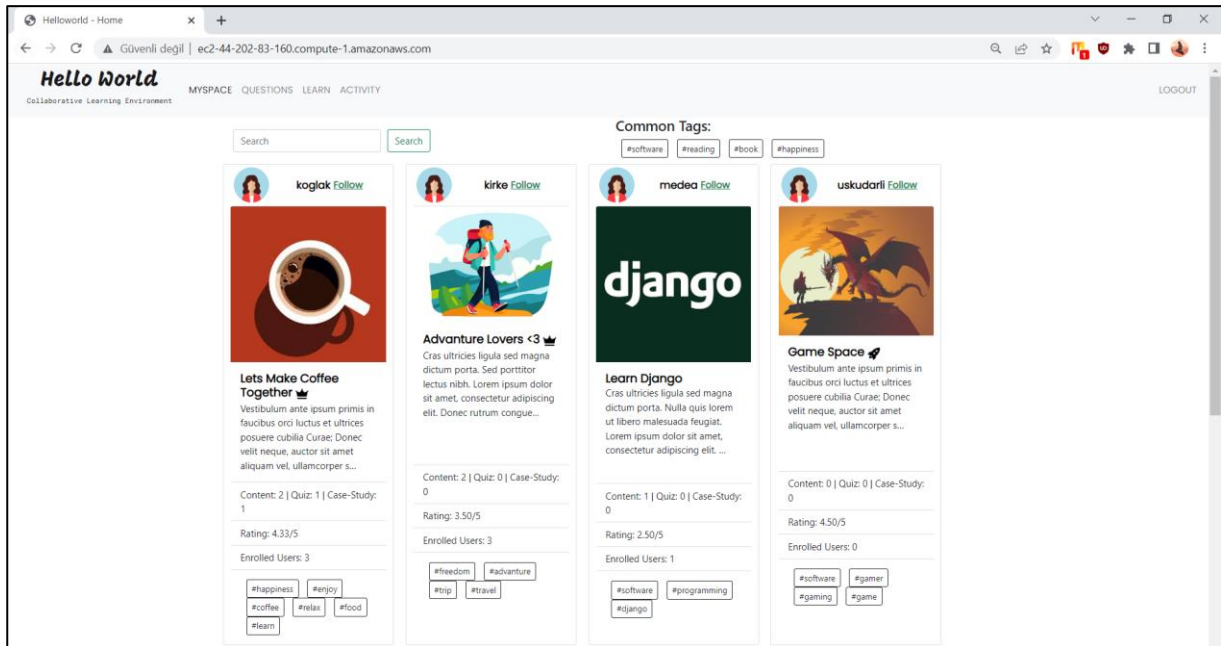 Helloworld - Home
Güvenli değil | ec2-44-202-83-160.compute-1.amazonaws.com
1
Hello World
Collaborative Learning Environment
MYSPACE QUESTIONS LEARN ACTIVITY
LOGOUT
Search
Search
Common Tags:
#software #reading #book #happiness
koglak Follow
Lets Make Coffee
Together
Vestibulum ante ipsum primis in
faucibus orci luctus et ultrices
posuere cubilia Curae; Donec
velit neque, auctor sit amet
aliquam vel, ullamcorper s...
Content: 2 | Quiz: 1 | Case-Study:
1
Rating: 4.33/5
Enrolled Users: 3
#happiness #enjoy
#coffee #relax #food
#learn
kirke Follow
Advanture Lovers <3
Cras ultricies ligula sed magna
dictum porta. Sed porttitor
lectus nibh. Lorem ipsum dolor
sit amet, consectetur adipiscing
elit. Donec rutrum congue...
Content: 2 | Quiz: 0 | Case-Study:
0
Rating: 3.50/5
Enrolled Users: 3
#freedom #advanture
#trip #travel
medea Follow
django
Learn Django
Cras ultricies ligula sed magna
dictum porta. Nulla quis lorem
ut libero malesuada feugiat.
Lorem ipsum dolor sit amet,
consectetur adipiscing elit. ...
Content: 1 | Quiz: 0 | Case-Study:
0
Rating: 2.50/5
Enrolled Users: 1
#software #programming
#django
uskudarli Follow
Game Space
Vestibulum ante ipsum primis in
faucibus orci luctus et ultrices
posuere cubilia Curae; Donec
velit neque, auctor sit amet
aliquam vel, ullamcorper s...
Content: 0 | Quiz: 0 | Case-Study:
0
Rating: 4.50/5
Enrolled Users: 0
#software #gamer
#gaming #game